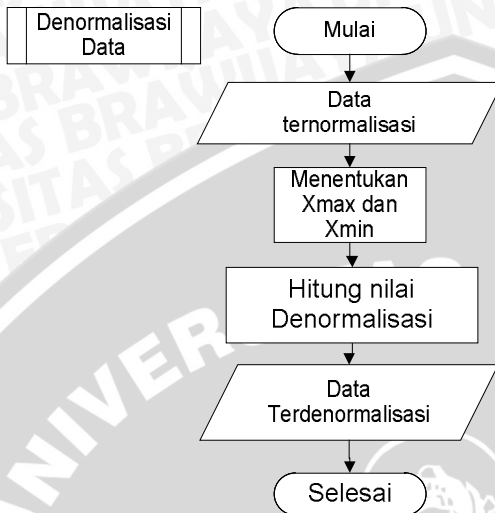 Denormalisasi
Data
Mulai
Data
ternormalisasi
Menentukan
Xmax dan
Xmin
Hitung nilai
Denormalisasi
Data
Terdenormalisasi
Selesai